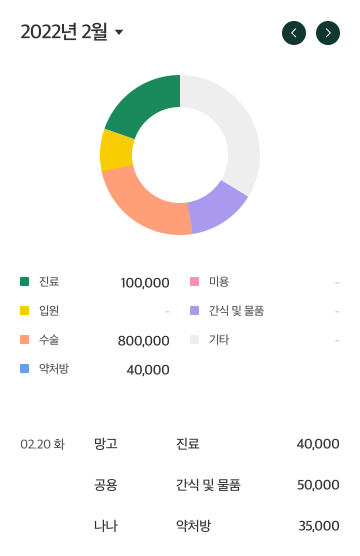 2022년 2월
진료 100,000 미용 -
입원 - 간식 및 물품 -
수술 800,000 기타 -
약처방 40,000
02.20 화 망고 진료 40,000
공용 간식 및 물품 50,000
나나 약처방 35,000